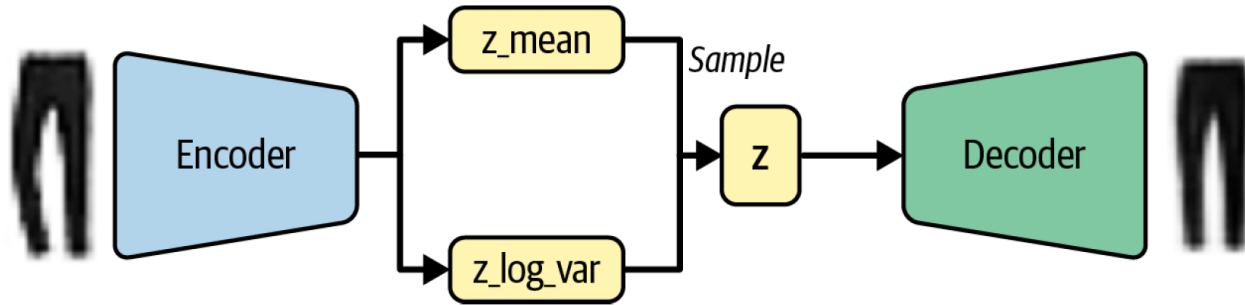 Encoder
z_mean
z_log_var
Sample
z
Decoder